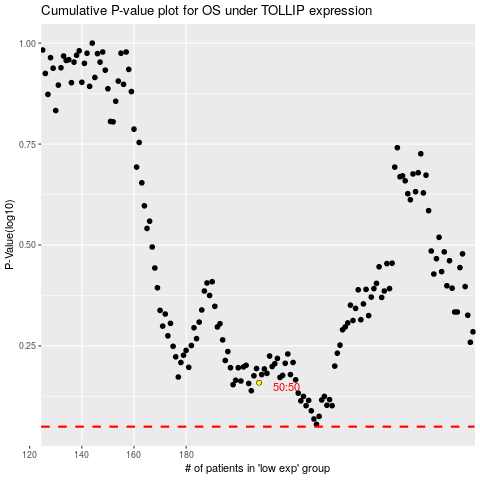 Cumulative P-value plot for OS under TOLLIP expression
P-Value(log10)
1.00
0.75
0.50
0.25
50:50
120 140 160 180
# of patients in 'low exp' group